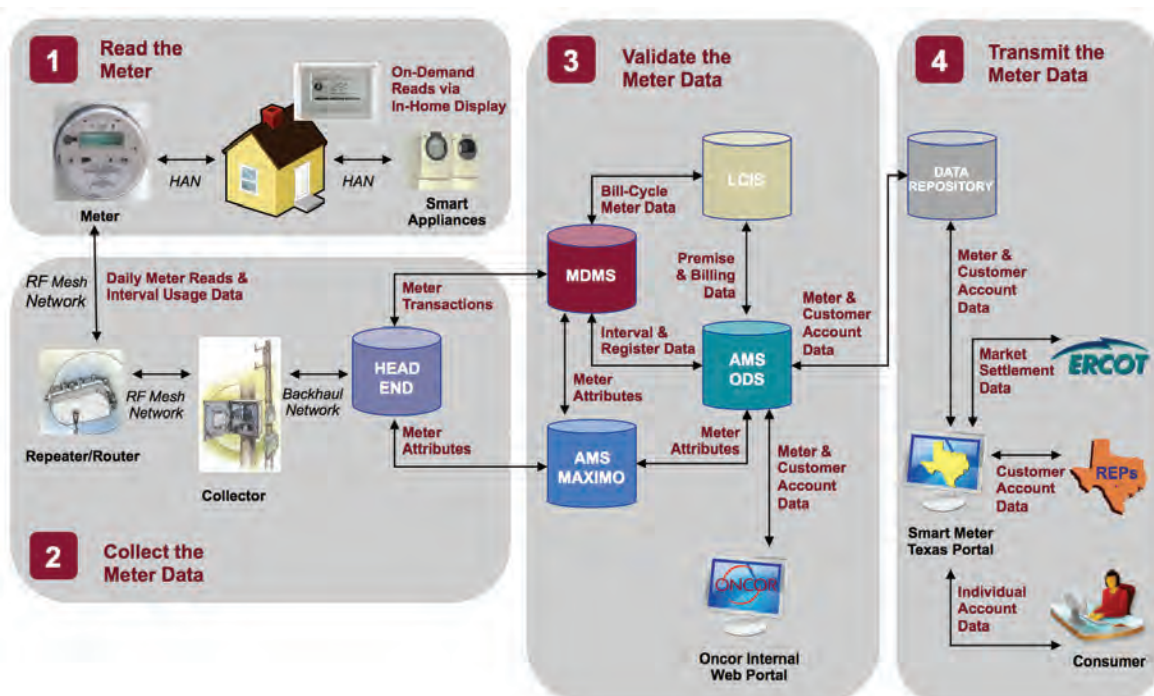 1
Read the
Meter
On-Demand
Reads via
In-Home Display
HAN
HAN
Meter
Smart
Appliances
RF Mesh
Network
Daily Meter Reads &
Interval Usage Data
Meter
Transactions
HEAD
END
RF Mesh
Network
Backhaul
Network
Repeater/Router
Collector
Meter
Attributes
2
Collect the
Meter Data
3
Validate the
Meter Data
LCIS
Bill-Cycle
Meter Data
MDMS
Premise
& Billing
Data
Interval &
Register Data
AMS
ODS
Meter &
Customer
Account
Data
Meter
Attributes
AMS
MAXIMO
Meter
Attributes
Meter &
Customer
Account
Data
ONCOR
Oncor Internal
Web Portal
4
Transmit the
Meter Data
DATA
REPOSITORY
Meter &
Customer
Account
Data
Market
Settlement
Data
ERCOT
Customer
Account
Data
REPs
Smart Meter
Texas Portal
Individual
Account
Data
Consumer